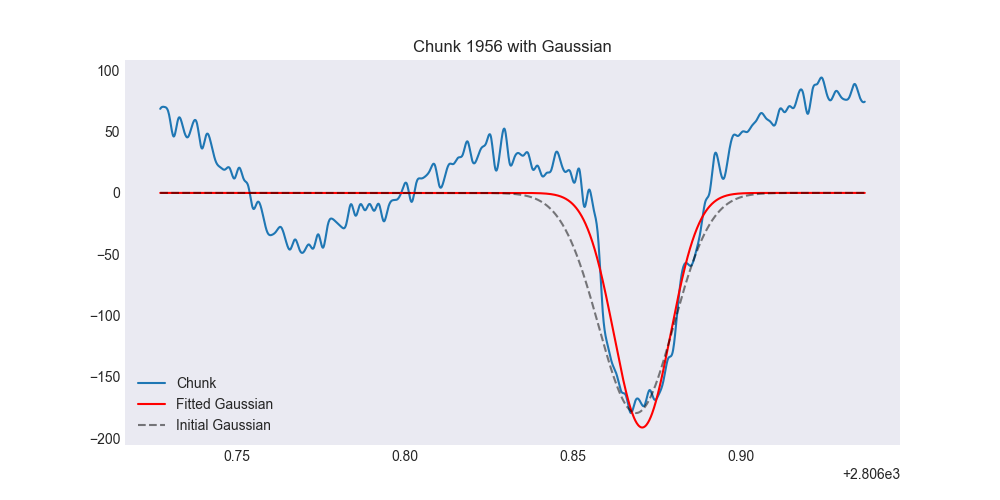 Chunk 1956 with Gaussian
100
50
0
−50
−100
−150
−200
Chunk
Fitted Gaussian
Initial Gaussian
0.75 0.80 0.85 0.90
+2.806e3